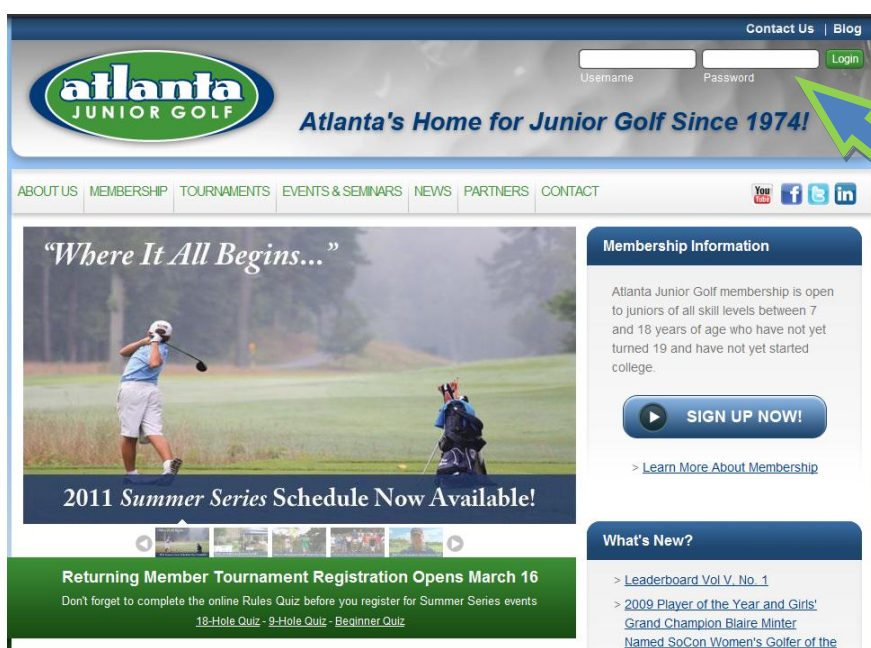 Contact Us | Blog
Login
Username Password
atlanta
JUNIOR GOLF
Atlanta's Home for Junior Golf Since 1974!
ABOUT US MEMBERSHIP TOURNAMENTS EVENTS & SEMINARS NEWS PARTNERS CONTACT
You Tube f in
"Where It All Begins..."
2011 Summer Series Schedule Now Available!
Returning Member Tournament Registration Opens March 16
Don't forget to complete the online Rules Quiz before you register for Summer Series events
18-Hole Quiz - 9-Hole Quiz - Beginner Quiz
Membership Information
Atlanta Junior Golf membership is open
to juniors of all skill levels between 7
and 18 years of age who have not yet
turned 19 and have not yet started
college.
SIGN UP NOW!
> Learn More About Membership
What's New?
> Leaderboard Vol V, No. 1
> 2009 Player of the Year and Girls'
Grand Champion Blaire Minter
Named SoCon Women's Golfer of the